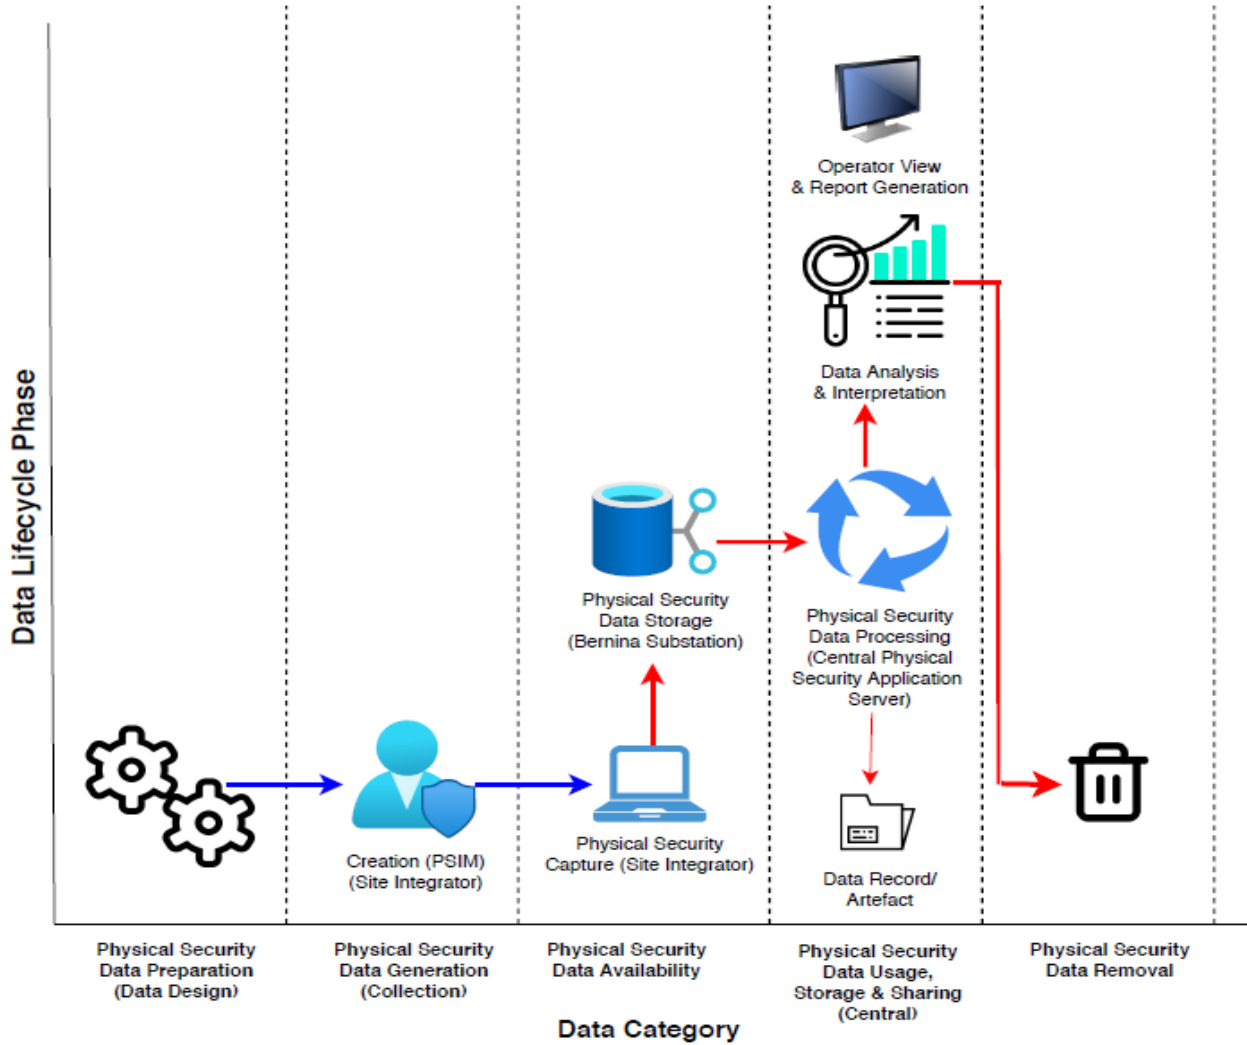 Data Lifecycle Phase
Operator View
& Report Generation
Data Analysis
& Interpretation
Physical Security
Data Storage
(Bernina Substation)
Physical Security
Data Processing
(Central Physical
Security Application
Server)
Creation (PSIM)
(Site Integrator)
Physical Security
Capture (Site Integrator)
Data Record/
Artefact
Physical Security
Data Preparation
(Data Design)
Physical Security
Data Generation
(Collection)
Physical Security
Data Availability
Physical Security
Data Usage,
Storage & Sharing
(Central)
Physical Security
Data Removal
Data Category